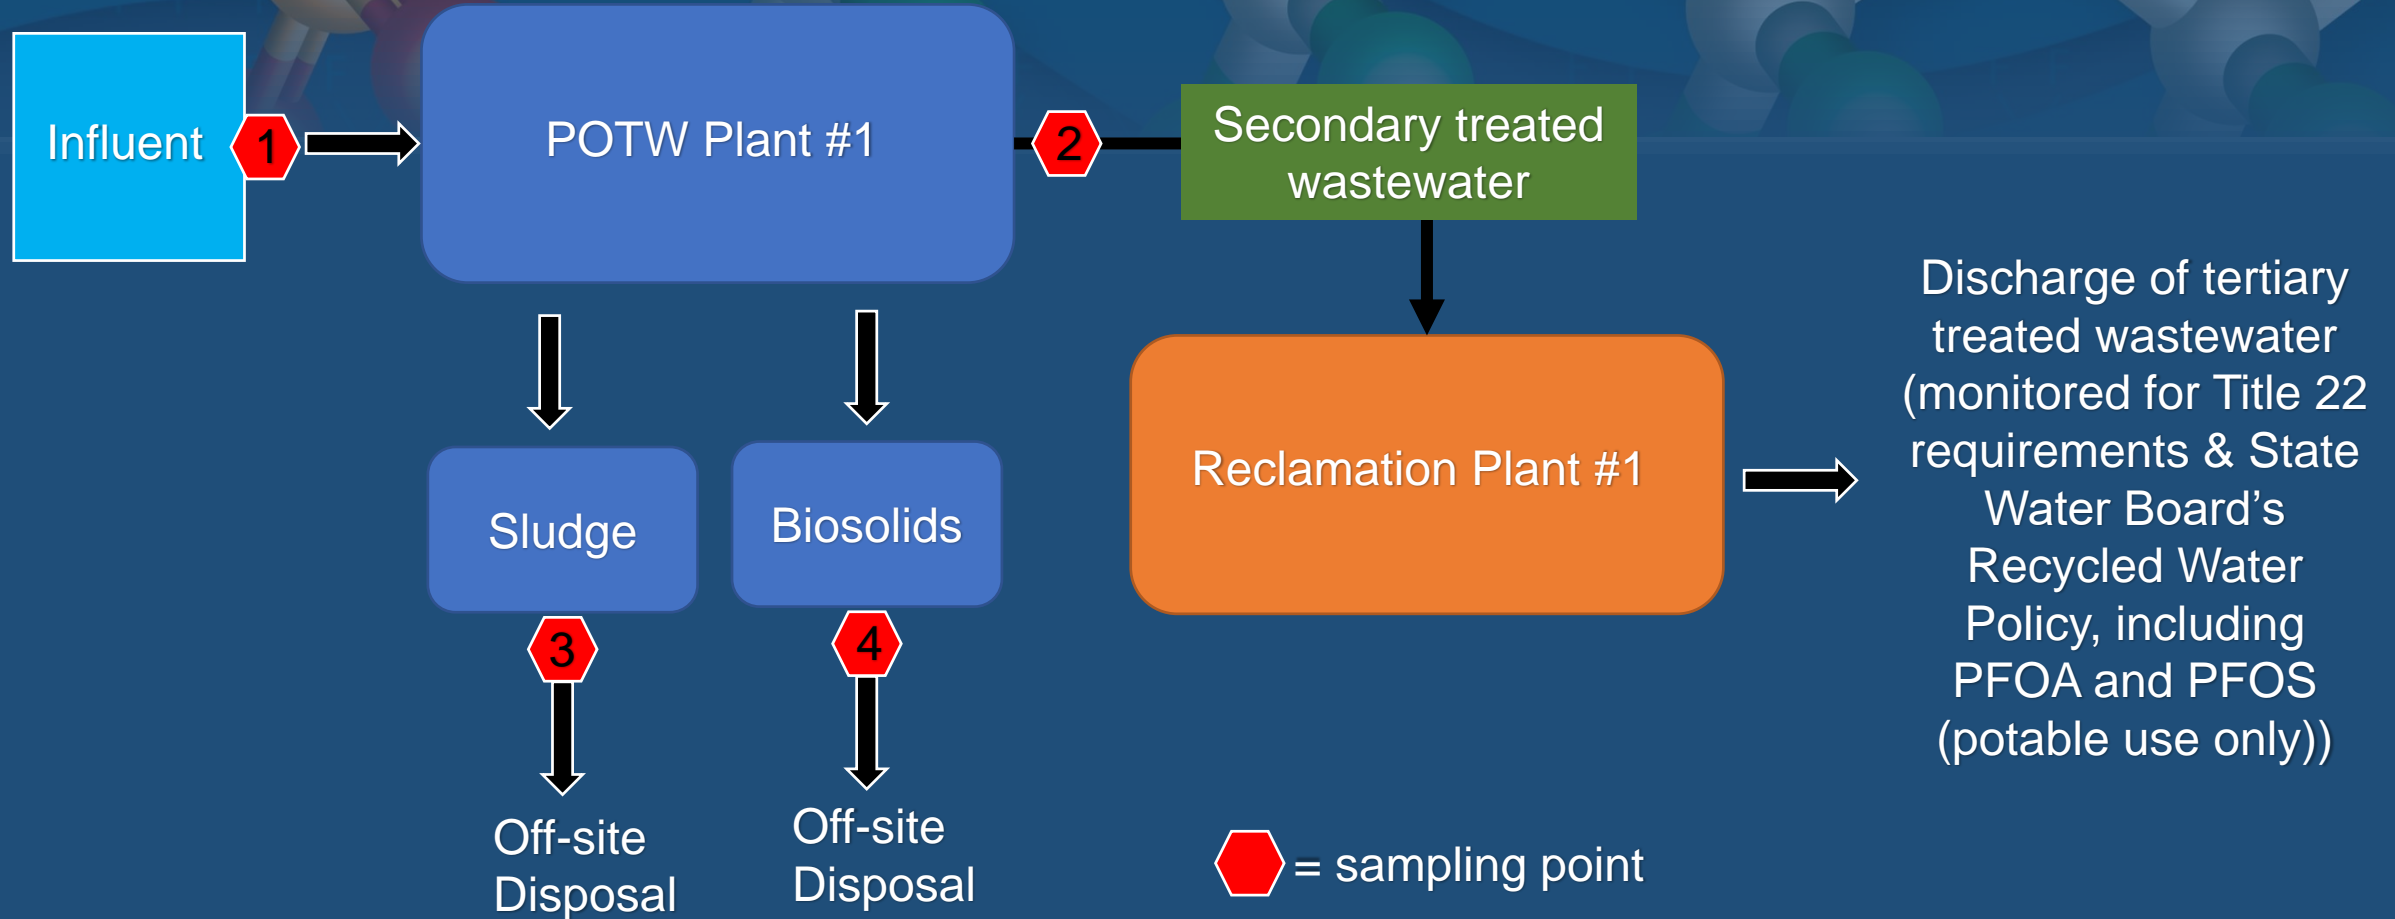 Influent
1
POTW Plant #1
2
Secondary treated
wastewater
Sludge
Biosolids
Reclamation Plant #1
Discharge of tertiary
treated wastewater
(monitored for Title 22
requirements & State
Water Board’s
Recycled Water
Policy, including
PFOA and PFOS
(potable use only))
3
4
Off-site
Disposal
Off-site
Disposal
= sampling point